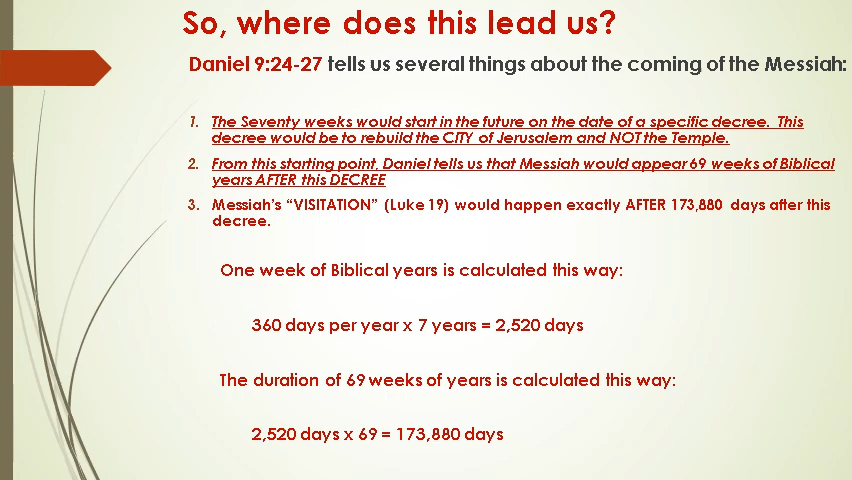 So, where does this lead us?
Daniel 9:24-27 tells us several things about the coming of the Messiah:
1. The Seventy weeks would start in the future on the date of a specific decree. This
decree would be to rebuild the CITY of Jerusalem and NOT the Temple.
2. From this starting point, Daniel tells us that Messiah would appear 69 weeks of Biblical
years AFTER this DECREE
3. Messiah's “VISITATION” (Luke 19) would happen exactly AFTER 173,880 days after this
decree.
One week of Biblical years is calculated this way:
360 days per year x 7 years = 2,520 days
The duration of 69 weeks of years is calculated this way:
2,520 days x 69 = 173,880 days